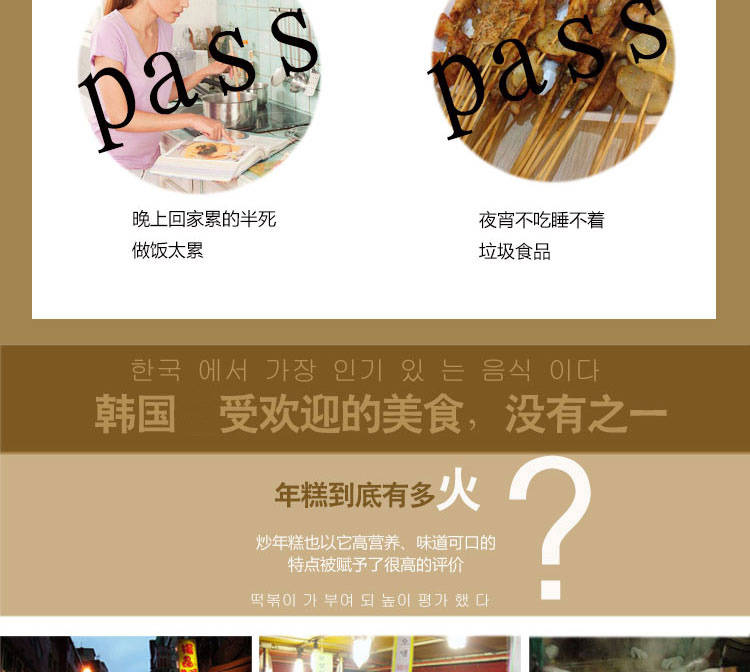 pass
pass
晚上回家累的半死
做饭太累
夜宵不吃睡不着
垃圾食品
한국 에서 가장 인기 있 는 음식 이다
韩国 受欢迎的美食，没有之一
年糕到底有多火?
炒年糕也以它高营养、味道可口的
特点被赋予了很高的评价
떡볶이 가 부여 되 높이 평가 했 다